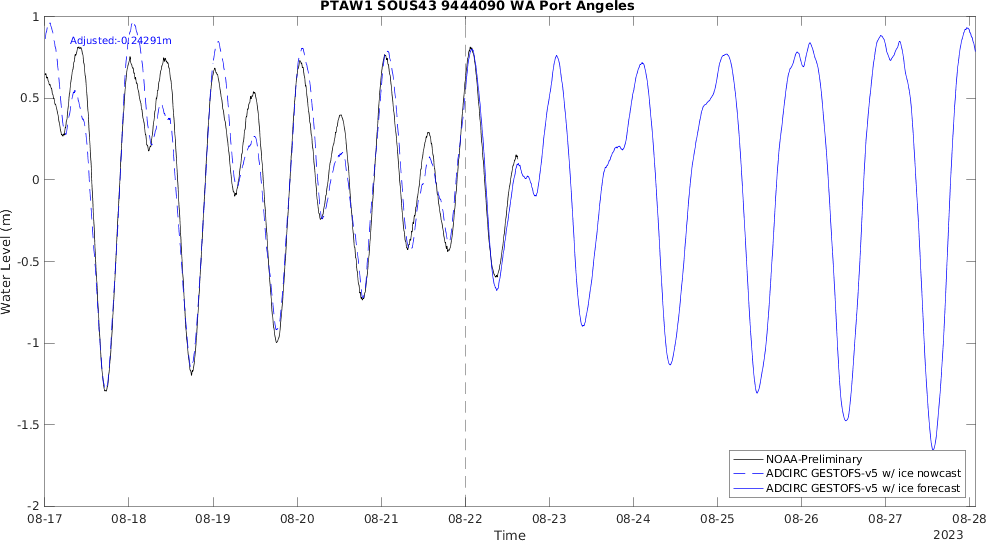 PTAW1 SOUS43 9444090 WA Port Angeles
Adjusted:-0.24291m
1
0.5
0
-0.5
-1
-1.5
-2
Water Level (m)
NOAA-Preliminary
ADCIRC GESTOFS-v5 w/ ice nowcast
ADCIRC GESTOFS-v5 w/ ice forecast
08-17 08-18 08-19 08-20 08-21 08-22 08-23 08-24 08-25 08-26 08-27 08-28
Time
2023